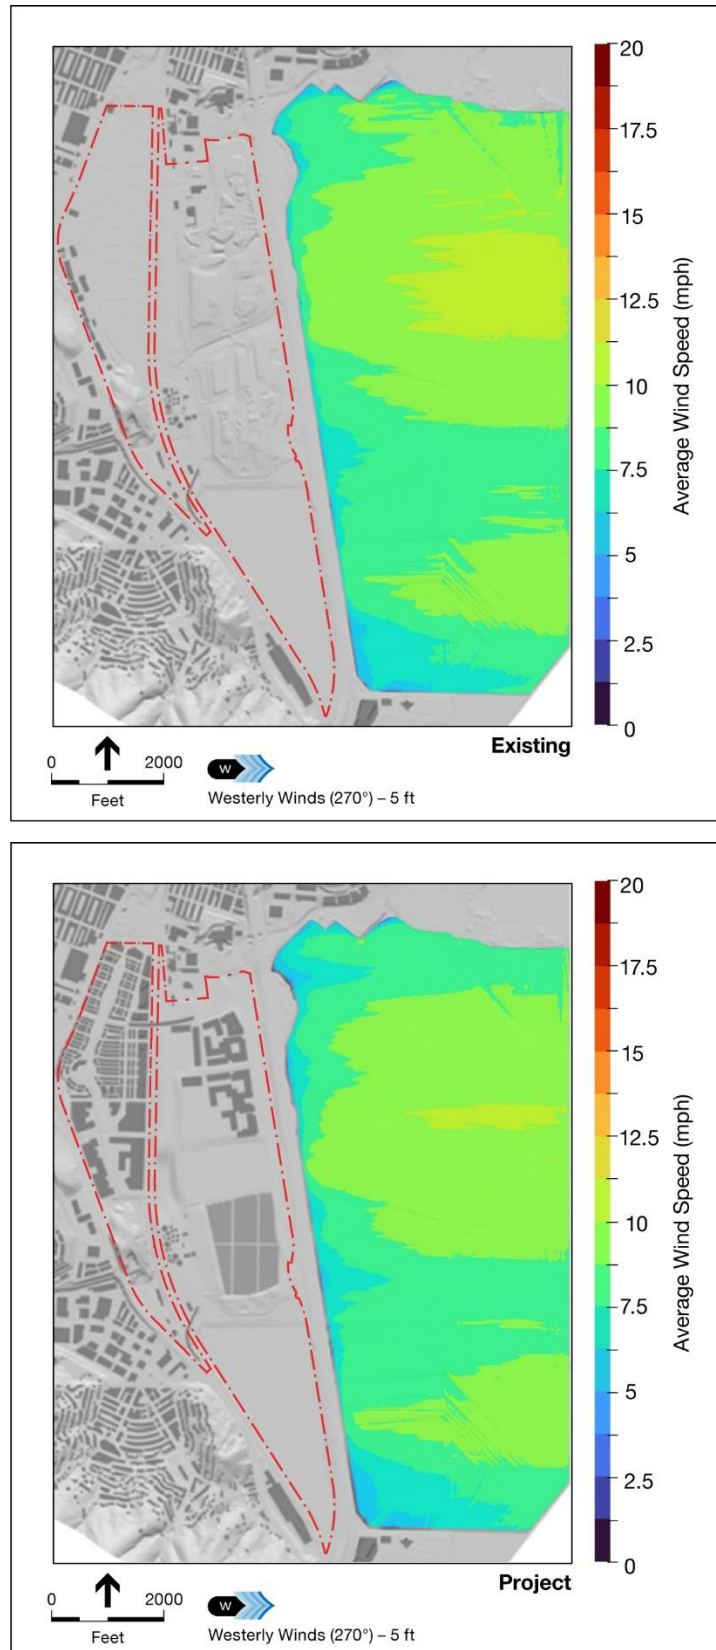 20
17.5
15
12.5
10
7.5
5
2.5
0
Average Wind Speed (mph)
Existing
0 2000
Feet
W
Westerly Winds (270°) – 5 ft
20
17.5
15
12.5
10
7.5
5
2.5
0
Average Wind Speed (mph)
Project
0 2000
Feet
W
Westerly Winds (270°) – 5 ft